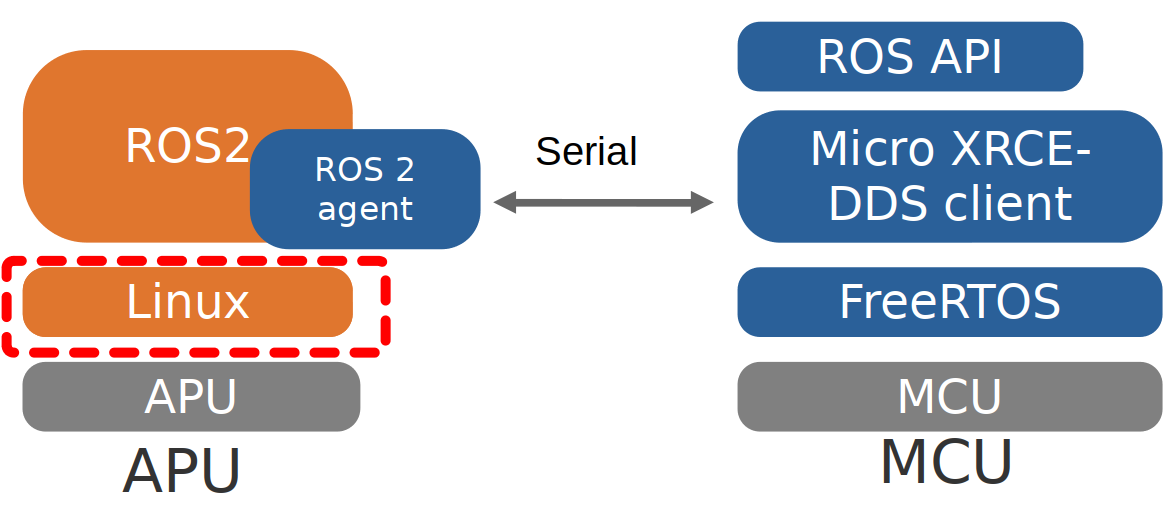 ROS2
ROS 2
agent
Linux
APU
APU
Serial
ROS API
Micro XRCE-
DDS client
FreeRTOS
MCU
MCU